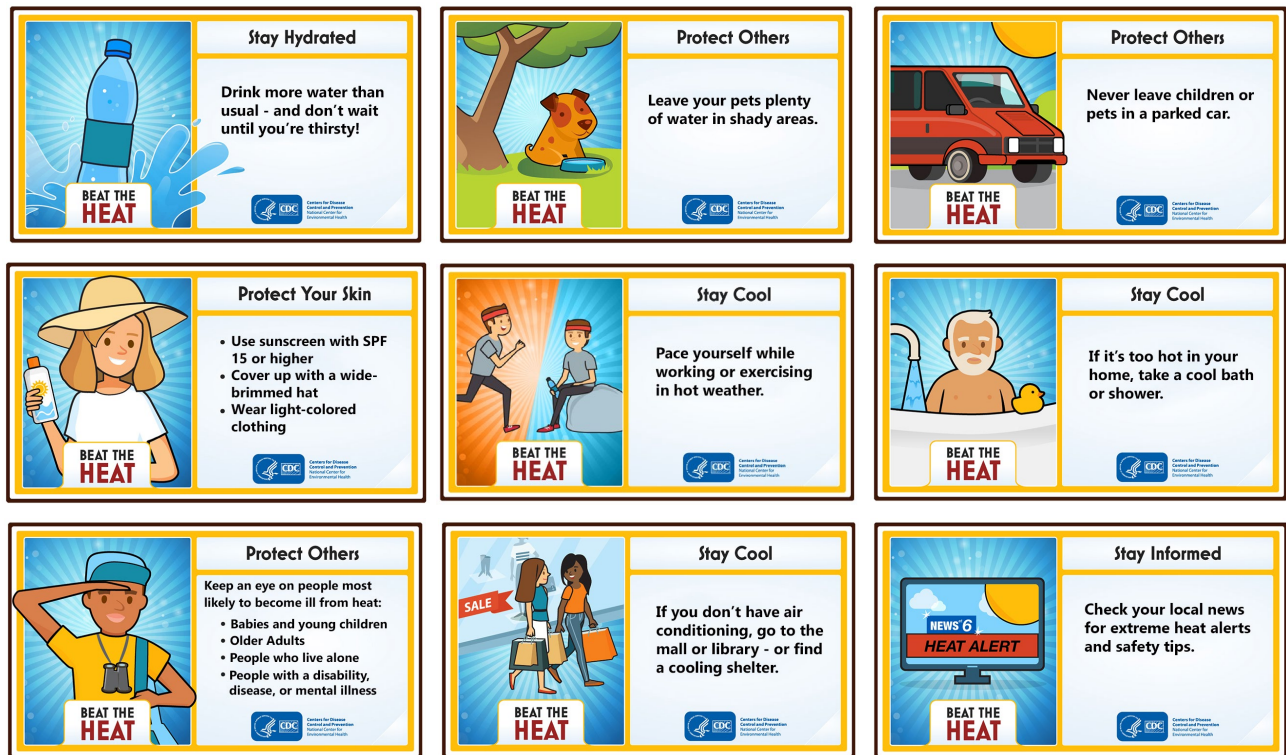 Stay Hydrated
Drink more water than
usual - and don't wait
until you're thirsty!
BEAT THE
HEAT
CDC
Centers for Disease
Control and Prevention
National Center for
Environmental Health
Protect Others
Leave your pets plenty
of water in shady areas.
BEAT THE
HEAT
CDC
Centers for Disease
Control and Prevention
National Center for
Environmental Health
Protect Others
Never leave children or
pets in a parked car.
BEAT THE
HEAT
CDC
Centers for Disease
Control and Prevention
National Center for
Environmental Health
Protect Your Skin
• Use sunscreen with SPF
15 or higher
• Cover up with a wide-
brimmed hat
• Wear light-colored
clothing
BEAT THE
HEAT
CDC
Centers for Disease
Control and Prevention
National Center for
Environmental Health
Stay Cool
Pace yourself while
working or exercising
in hot weather.
BEAT THE
HEAT
CDC
Centers for Disease
Control and Prevention
National Center for
Environmental Health
Stay Cool
If it's too hot in your
home, take a cool bath
or shower.
BEAT THE
HEAT
CDC
Centers for Disease
Control and Prevention
National Center for
Environmental Health
Protect Others
Keep an eye on people most
likely to become ill from heat:
• Babies and young children
• Older Adults
• People who live alone
• People with a disability,
disease, or mental illness
BEAT THE
HEAT
CDC
Centers for Disease
Control and Prevention
National Center for
Environmental Health
Stay Cool
SALE
If you don't have air
conditioning, go to the
mall or library - or find
a cooling shelter.
BEAT THE
HEAT
CDC
Centers for Disease
Control and Prevention
National Center for
Environmental Health
Stay Informed
NEWS 6
HEAT ALERT
Check your local news
for extreme heat alerts
and safety tips.
BEAT THE
HEAT
CDC
Centers for Disease
Control and Prevention
National Center for
Environmental Health